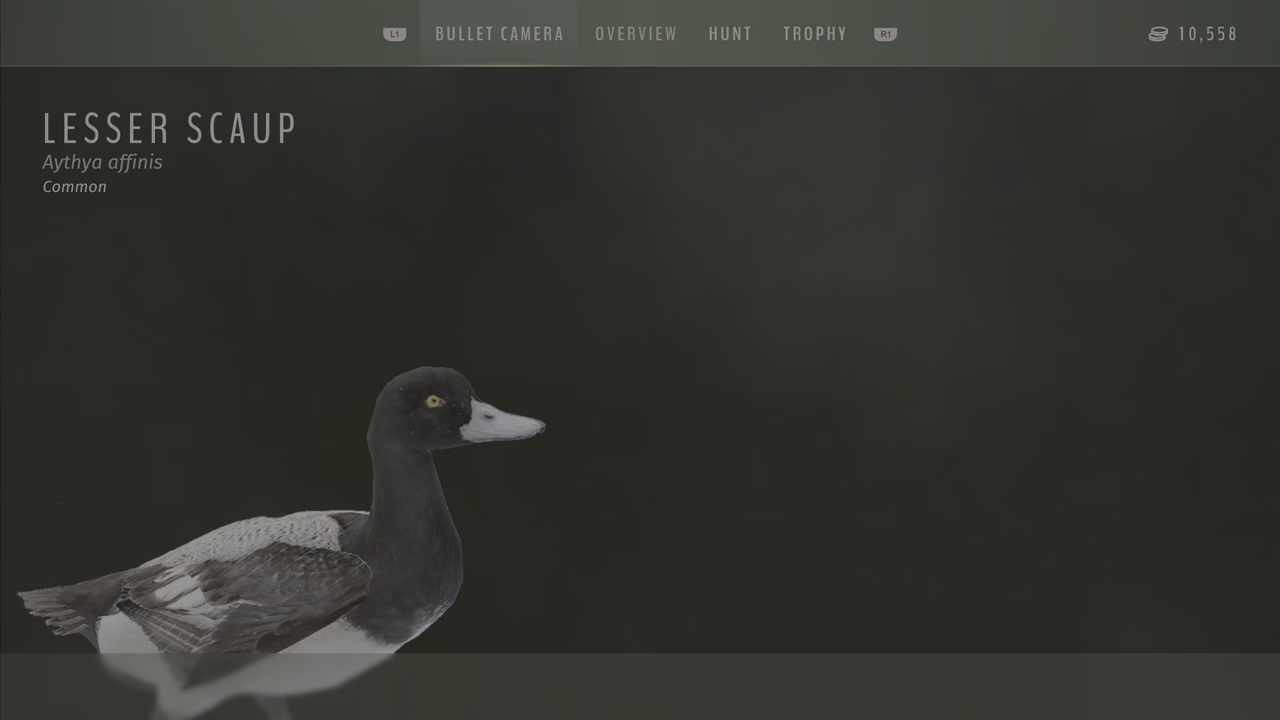 L1 BULLET CAMERA OVERVIEW HUNT TROPHY R1 10,558
LESSER SCAUP
Aythya affinis
Common